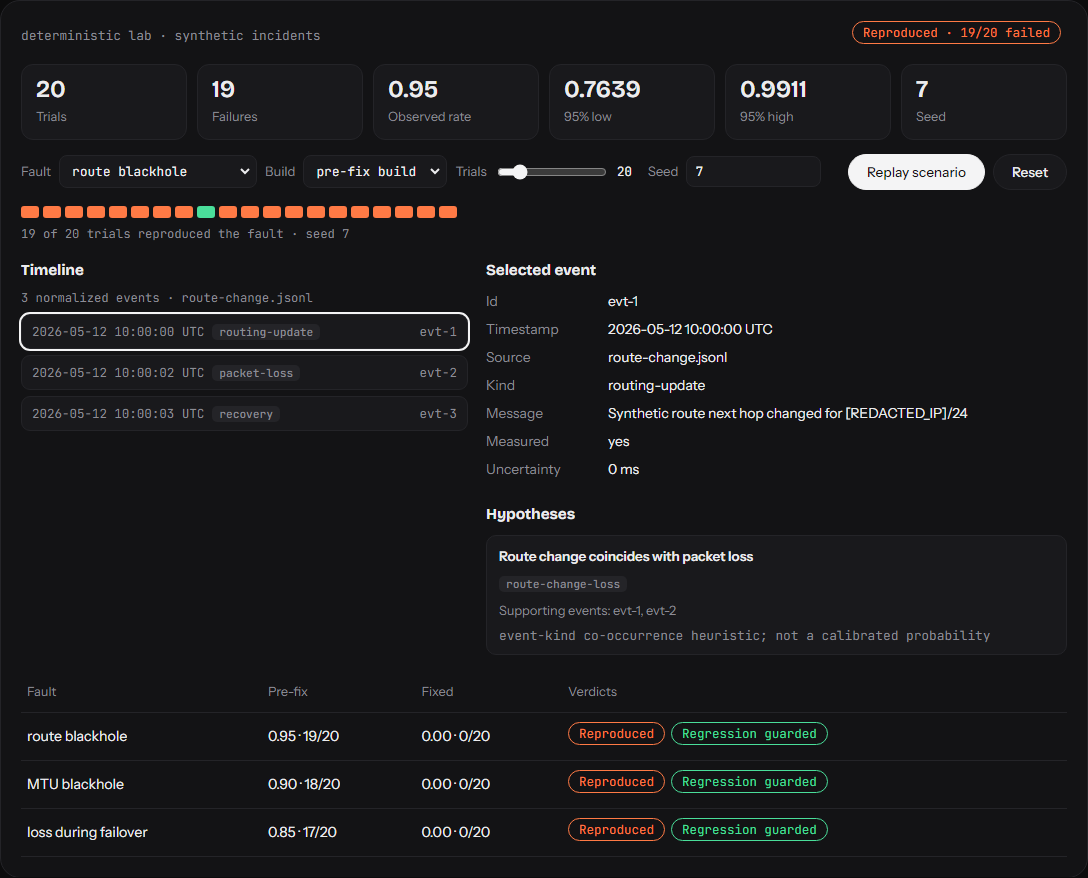 deterministic lab · synthetic incidents
Reproduced · 19/20 failed
20
Trials
19
Failures
0.95
Observed rate
0.7639
95% low
0.9911
95% high
7
Seed
Fault route blackhole Build pre-fix build Trials 20 Seed 7 Replay scenario Reset
19 of 20 trials reproduced the fault · seed 7
Timeline
3 normalized events · route-change.jsonl
2026-05-12 10:00:00 UTC routing-update evt-1
2026-05-12 10:00:02 UTC packet-loss evt-2
2026-05-12 10:00:03 UTC recovery evt-3
Selected event
Id evt-1
Timestamp 2026-05-12 10:00:00 UTC
Source route-change.jsonl
Kind routing-update
Message Synthetic route next hop changed for [REDACTED_IP]/24
Measured yes
Uncertainty 0 ms
Hypotheses
Route change coincides with packet loss
route-change-loss
Supporting events: evt-1, evt-2
event-kind co-occurrence heuristic; not a calibrated probability
Fault Pre-fix Fixed Verdicts
route blackhole 0.95 · 19/20 0.00 · 0/20 Reproduced Regression guarded
MTU blackhole 0.90 · 18/20 0.00 · 0/20 Reproduced Regression guarded
loss during failover 0.85 · 17/20 0.00 · 0/20 Reproduced Regression guarded